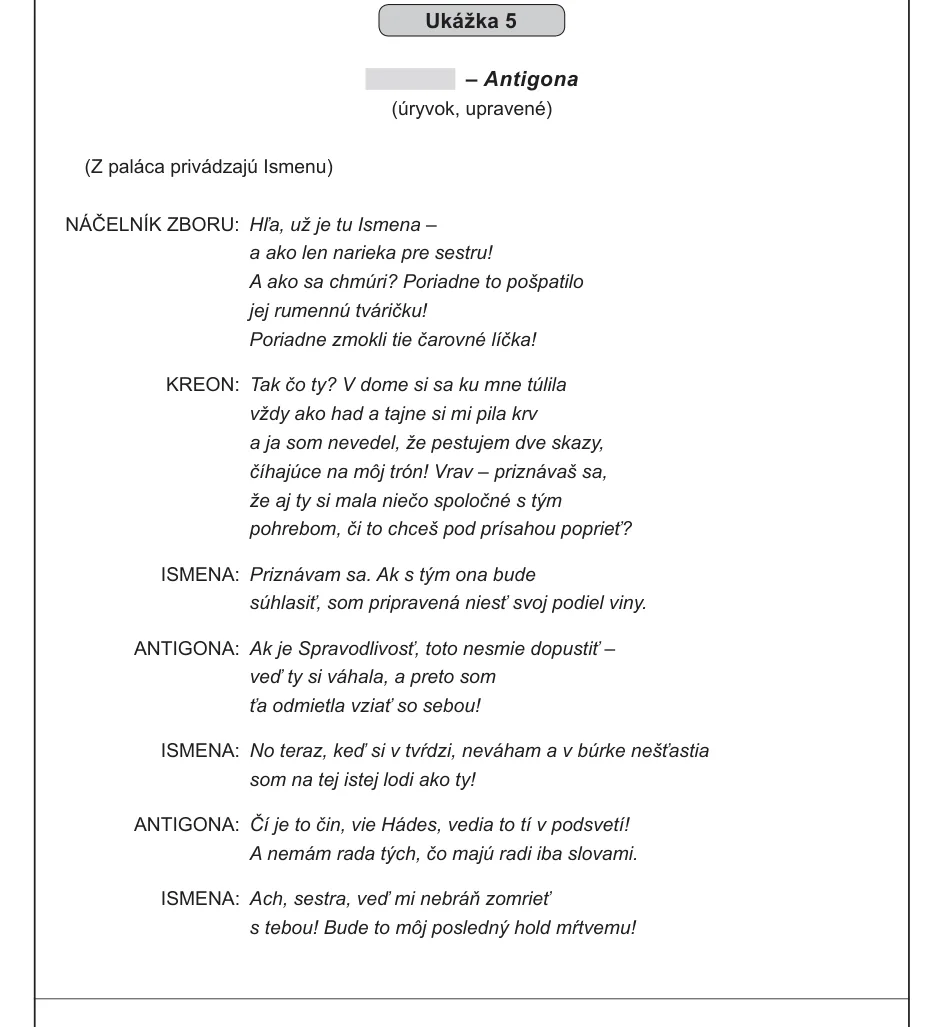 Ukážka 5
– Antigona
(úryvok, upravené)
(Z paláca privádzajú Ismenu)
NÁČELNÍK ZBORU: Hľa, už je tu Ismena –
a ako len narieka pre sestru!
A ako sa chmúri? Poriadne to pošpatilo
jej rumennú tváričku!
Poriadne zmokli tie čarovné líčka!
KREON: Tak čo ty? V dome si sa ku mne túlila
vždy ako had a tajne si mi pila krv
a ja som nevedel, že pestujem dve skazy,
číhajúce na môj trón! Vrav – priznávaš sa,
že aj ty si mala niečo spoločné s tým
pohrebom, či to chceš pod prísahou poprieť?
ISMENA: Priznávam sa. Ak s tým ona bude
súhlasiť, som pripravená niesť svoj podiel viny.
ANTIGONA: Ak je Spravodlivosť, toto nesmie dopustiť –
veď ty si váhala, a preto som
ťa odmietla vziať so sebou!
ISMENA: No teraz, keď si v tvŕdzi, neváham a v búrke nešťastia
som na tej istej lodi ako ty!
ANTIGONA: Čí je to čin, vie Hádes, vedia to tí v podsvetí!
A nemám rada tých, čo majú radi iba slovami.
ISMENA: Ach, sestra, veď mi nebráň zomrieť
s tebou! Bude to môj posledný hold mŕtvemu!